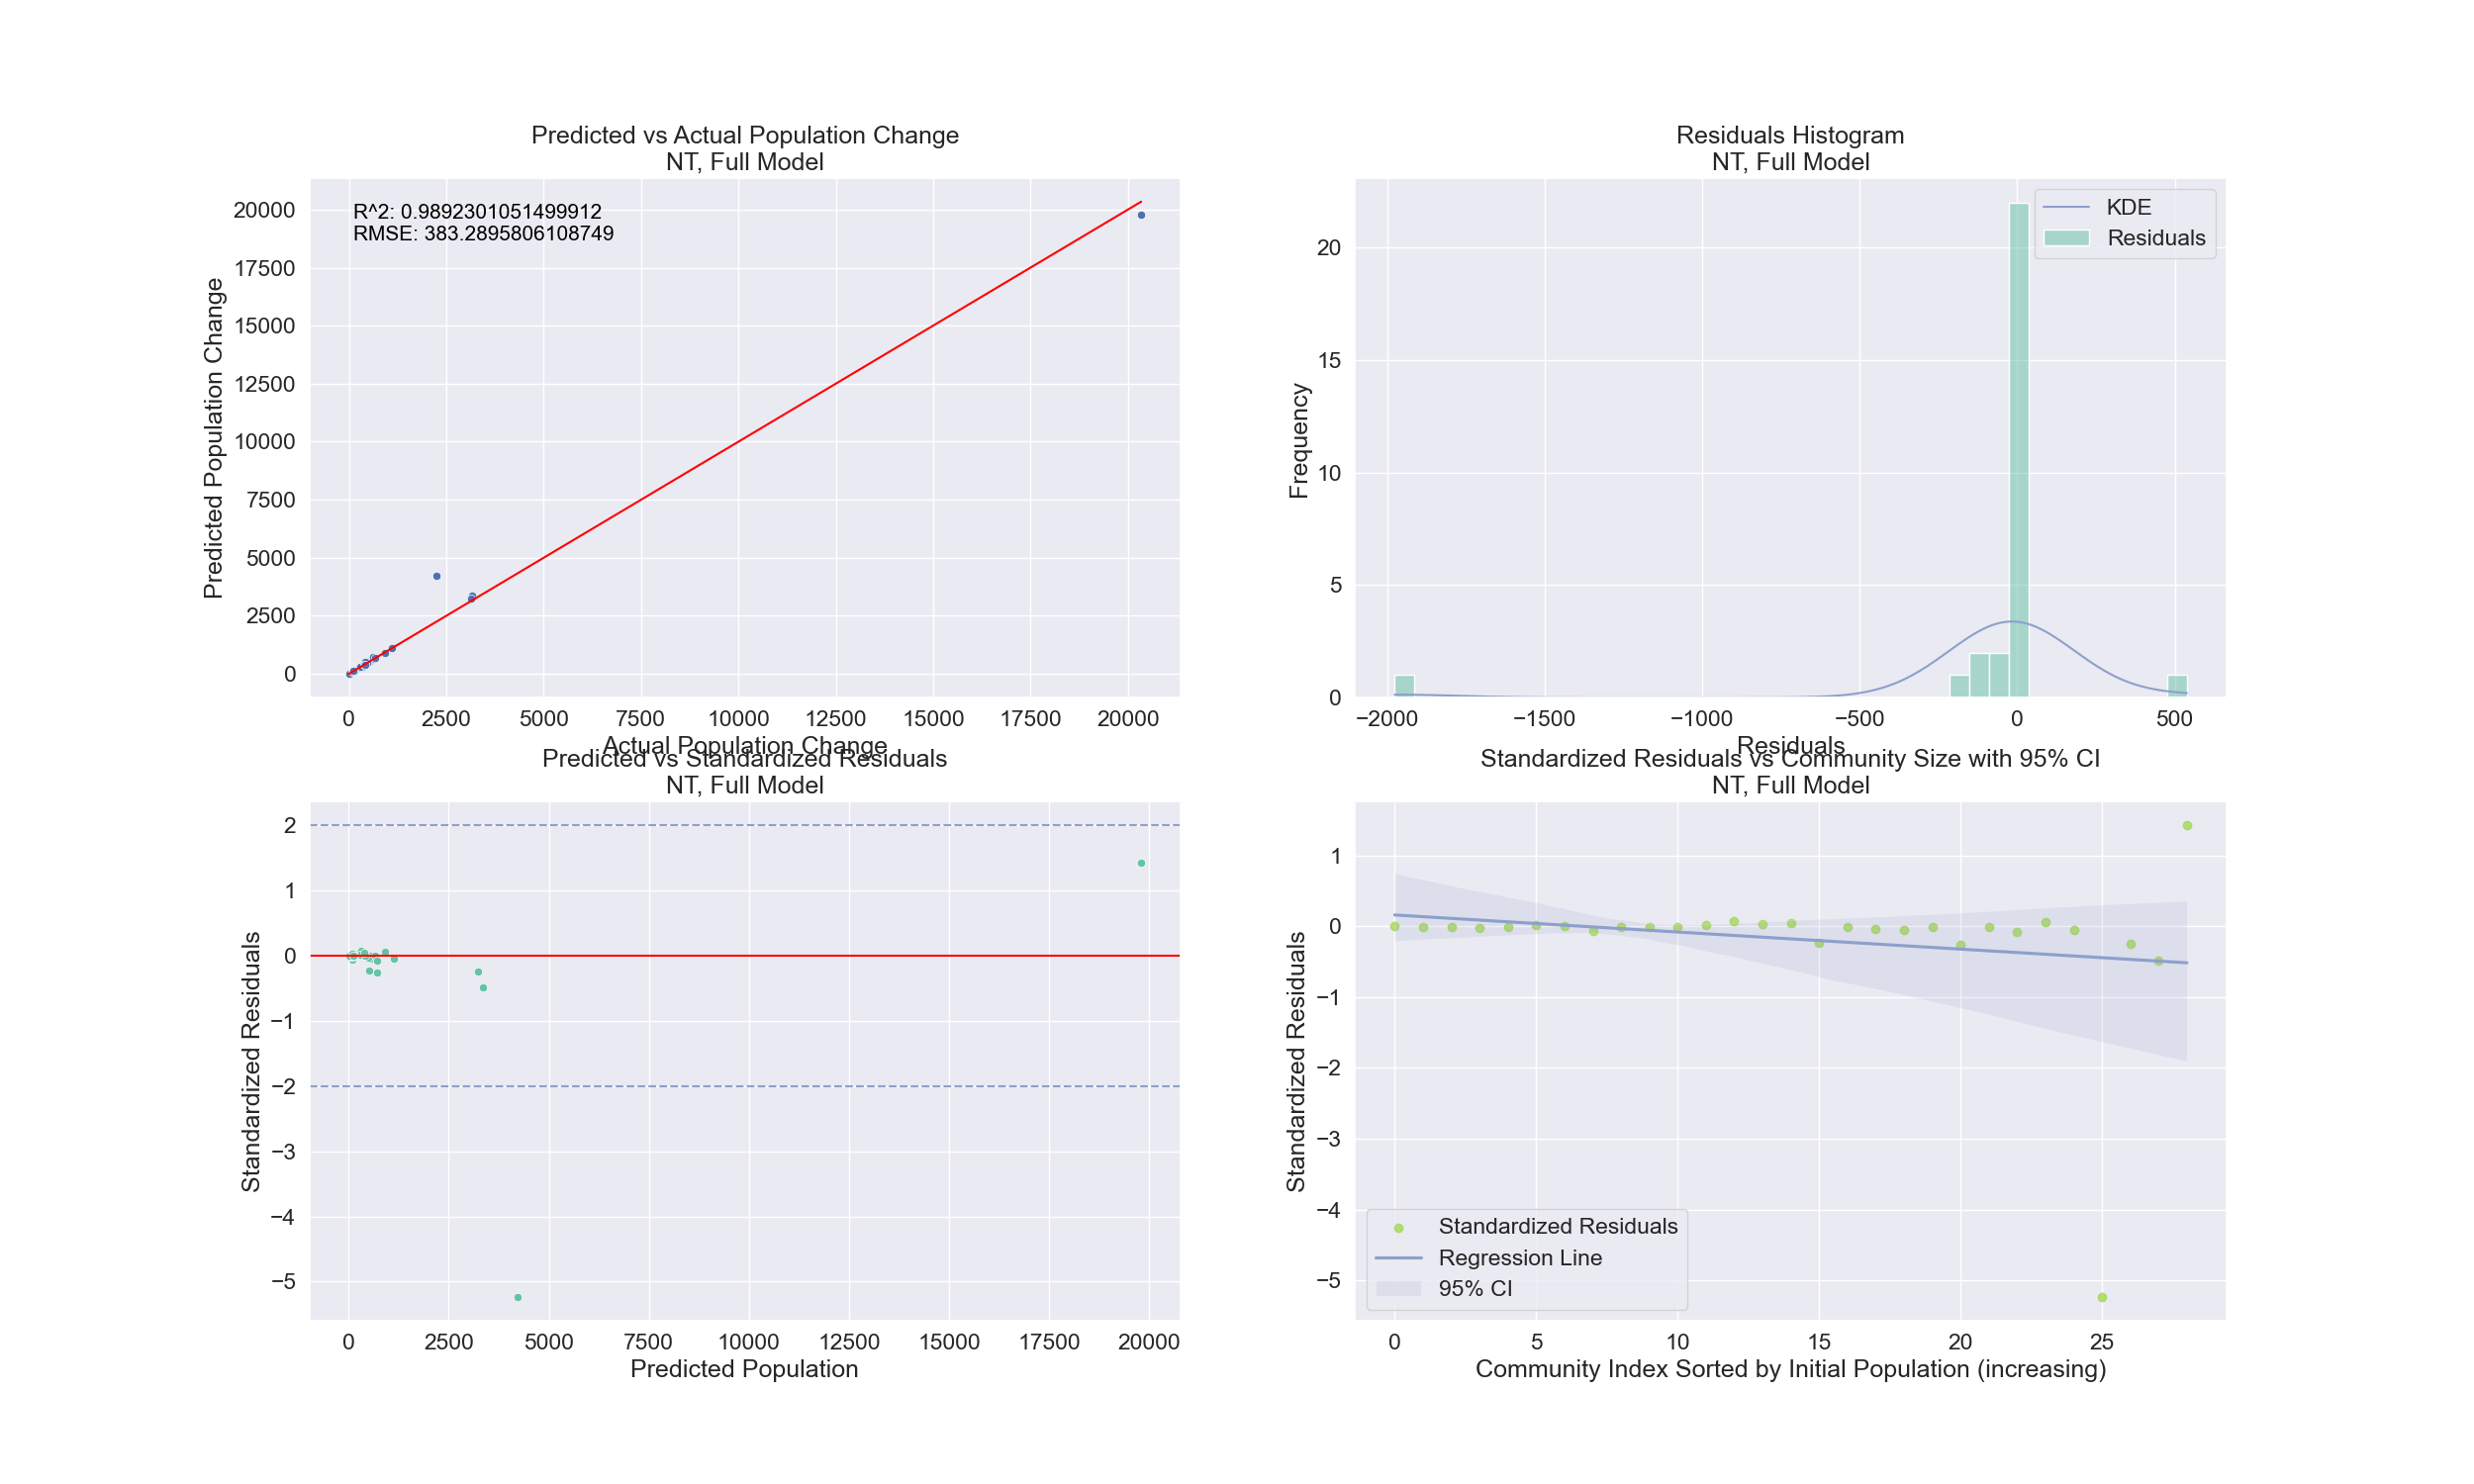 Predicted vs Actual Population Change
NT, Full Model
R^2: 0.9892301051499912
RMSE: 383.2895806108749
Predicted Population Change
20000
17500
15000
12500
10000
7500
5000
2500
0
0 2500 5000 7500 10000 12500 15000 17500 20000
Actual Population Change
Residuals Histogram
NT, Full Model
KDE
Residuals
Frequency
20
15
10
5
0
−2000 −1500 −1000 −500 0 500
Residuals
Predicted vs Standardized Residuals
NT, Full Model
Standardized Residuals
2
1
0
−1
−2
−3
−4
−5
0 2500 5000 7500 10000 12500 15000 17500 20000
Predicted Population
Standardized Residuals vs Community Size with 95% CI
NT, Full Model
Standardized Residuals
1
0
−1
−2
−3
−4
−5
Standardized Residuals
Regression Line
95% CI
0 5 10 15 20 25
Community Index Sorted by Initial Population (increasing)